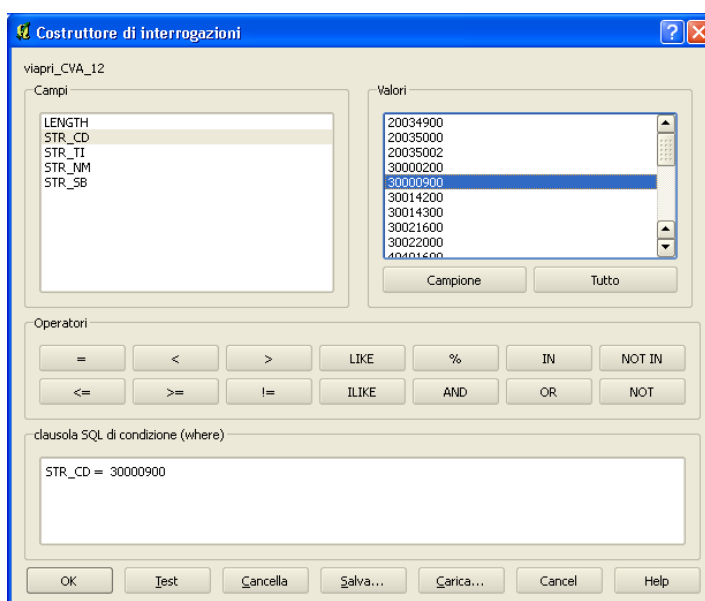 Costruttore di interrogazioni
viapri_CVA_12
Campi
LENGTH
STR_CD
STR_TI
STR_NM
STR_SB
Valori
20034900
20035000
20035002
30000200
30000900
30014200
30014300
30021600
30022000
40401600
Campione Tutto
Operatori
= < > LIKE % IN NOT IN
<= >= != ILIKE AND OR NOT
clausola SQL di condizione (where)
STR_CD = 30000900
OK Test Cancella Salva... Carica... Cancel Help